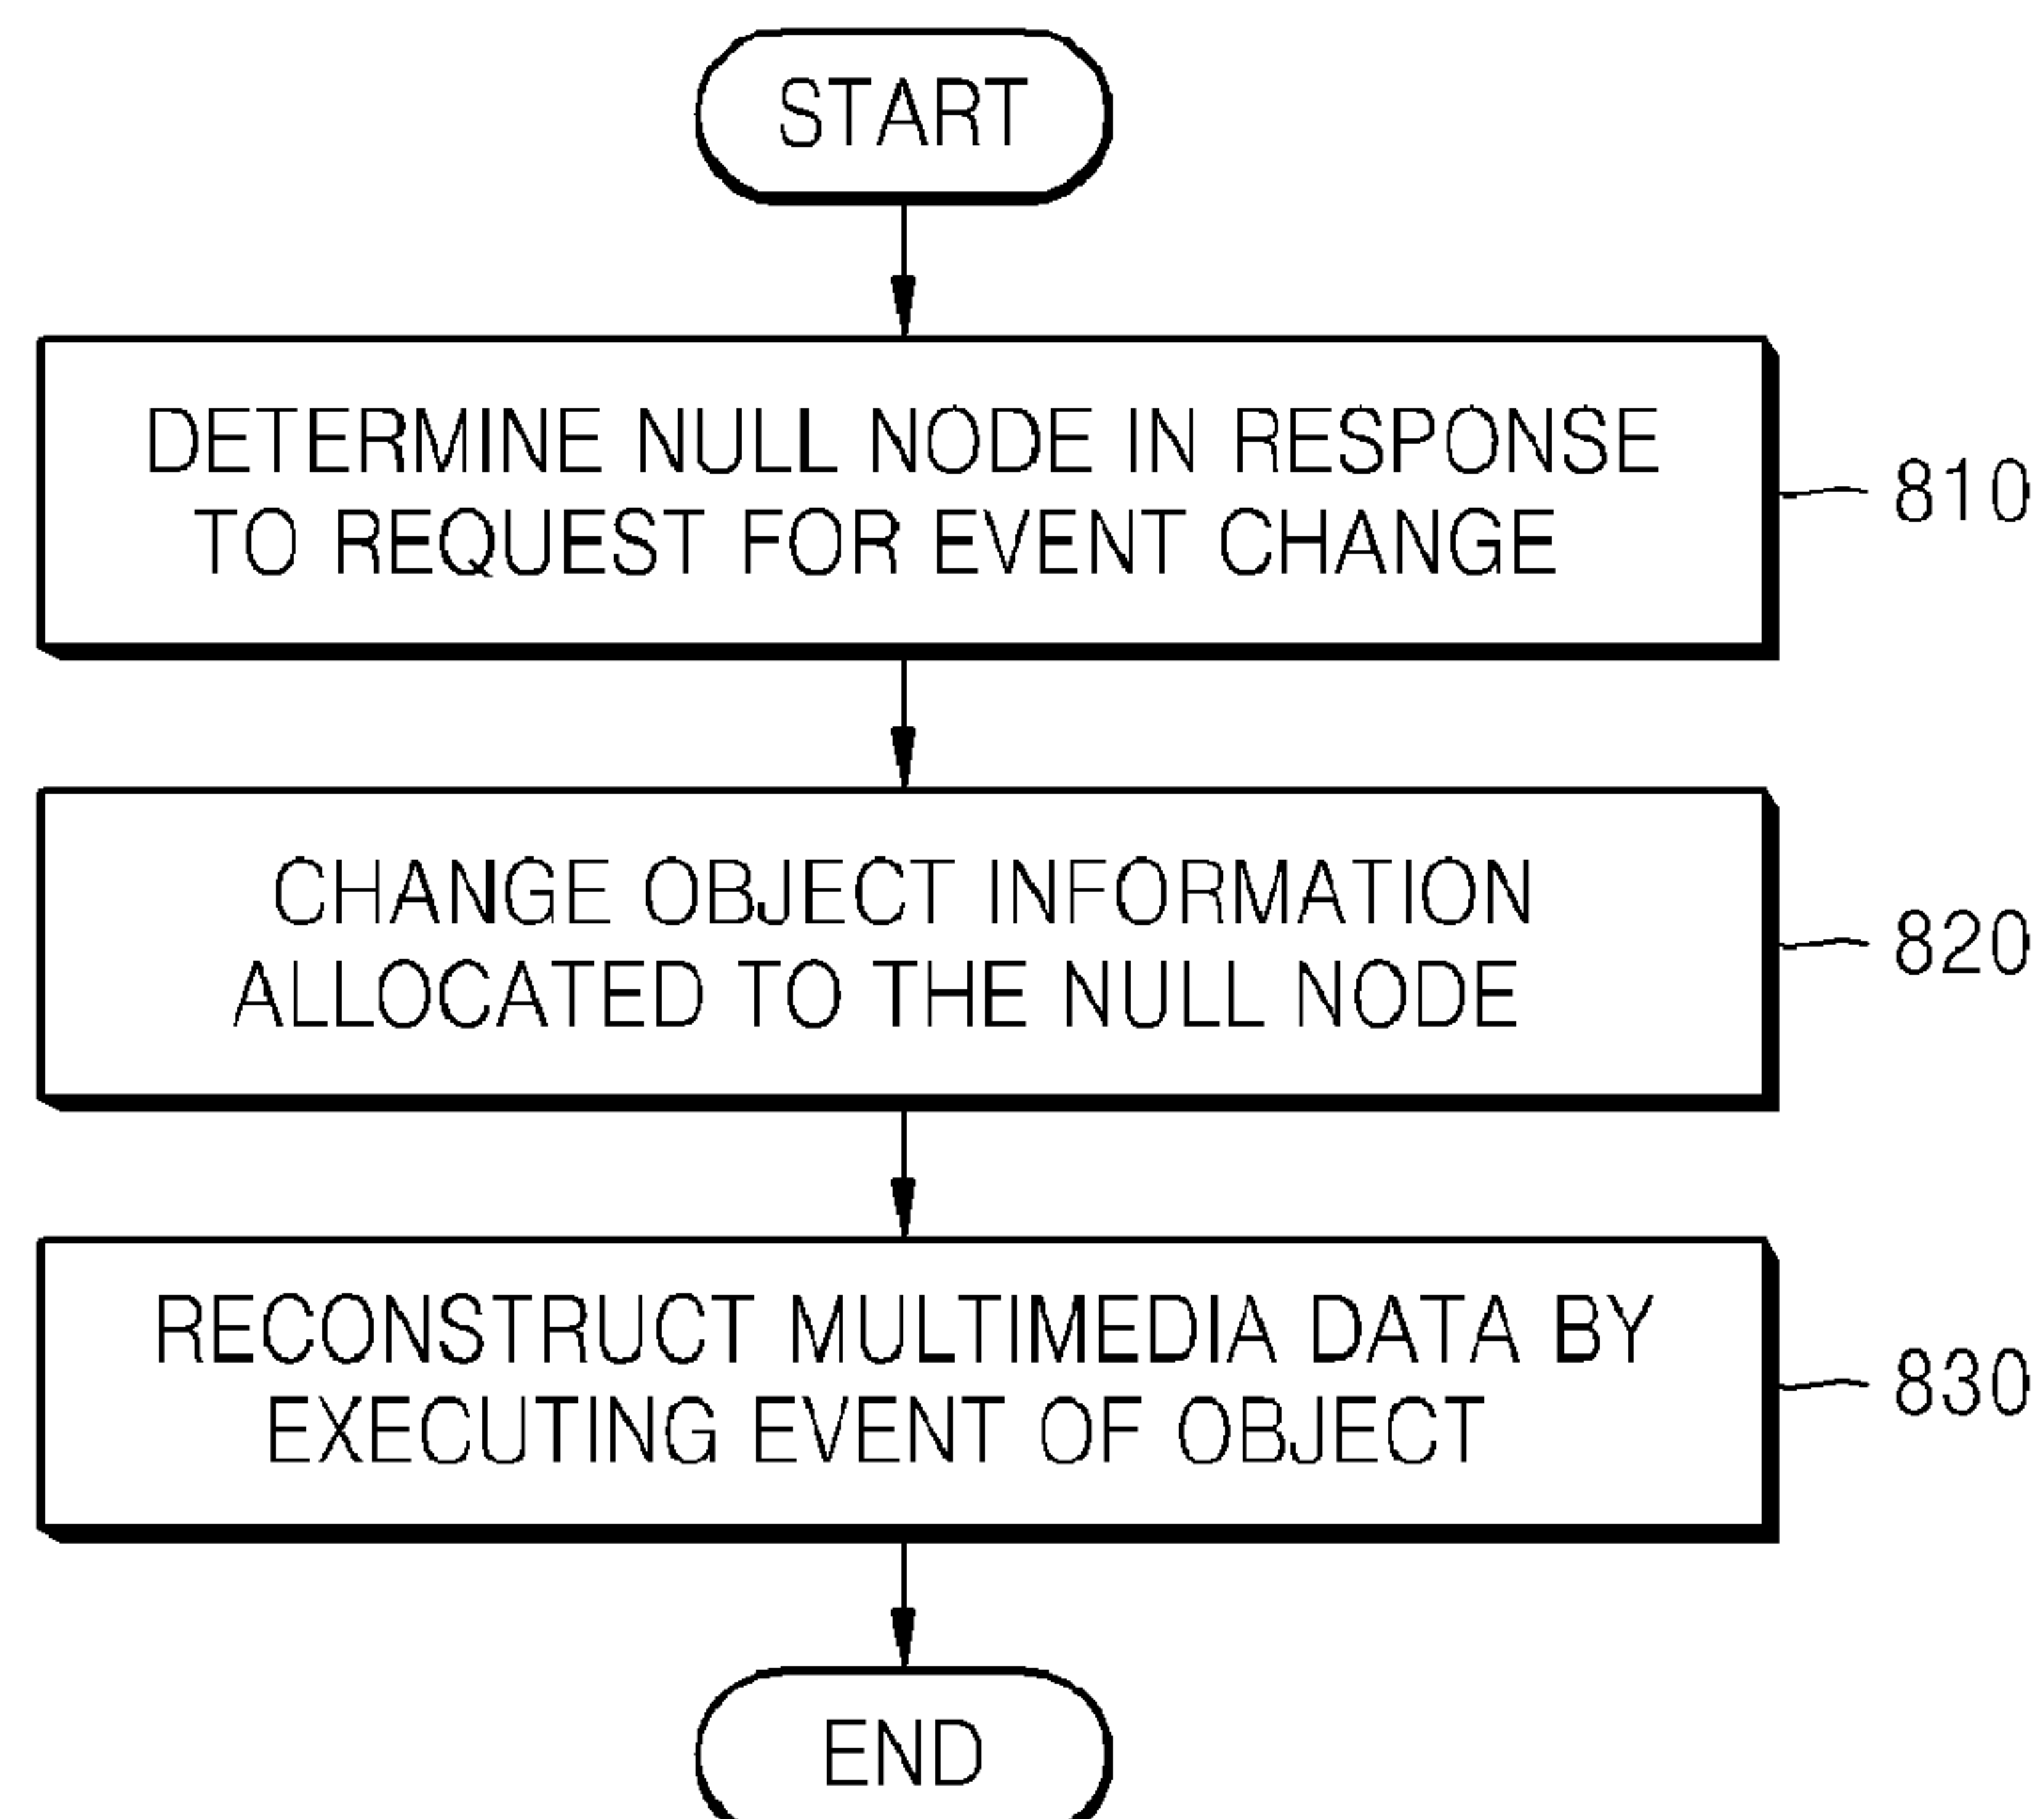 START
DETERMINE NULL NODE IN RESPONSE
TO REQUEST FOR EVENT CHANGE
810
CHANGE OBJECT INFORMATION
ALLOCATED TO THE NULL NODE
820
RECONSTRUCT MULTIMEDIA DATA BY
EXECUTING EVENT OF OBJECT
830
END